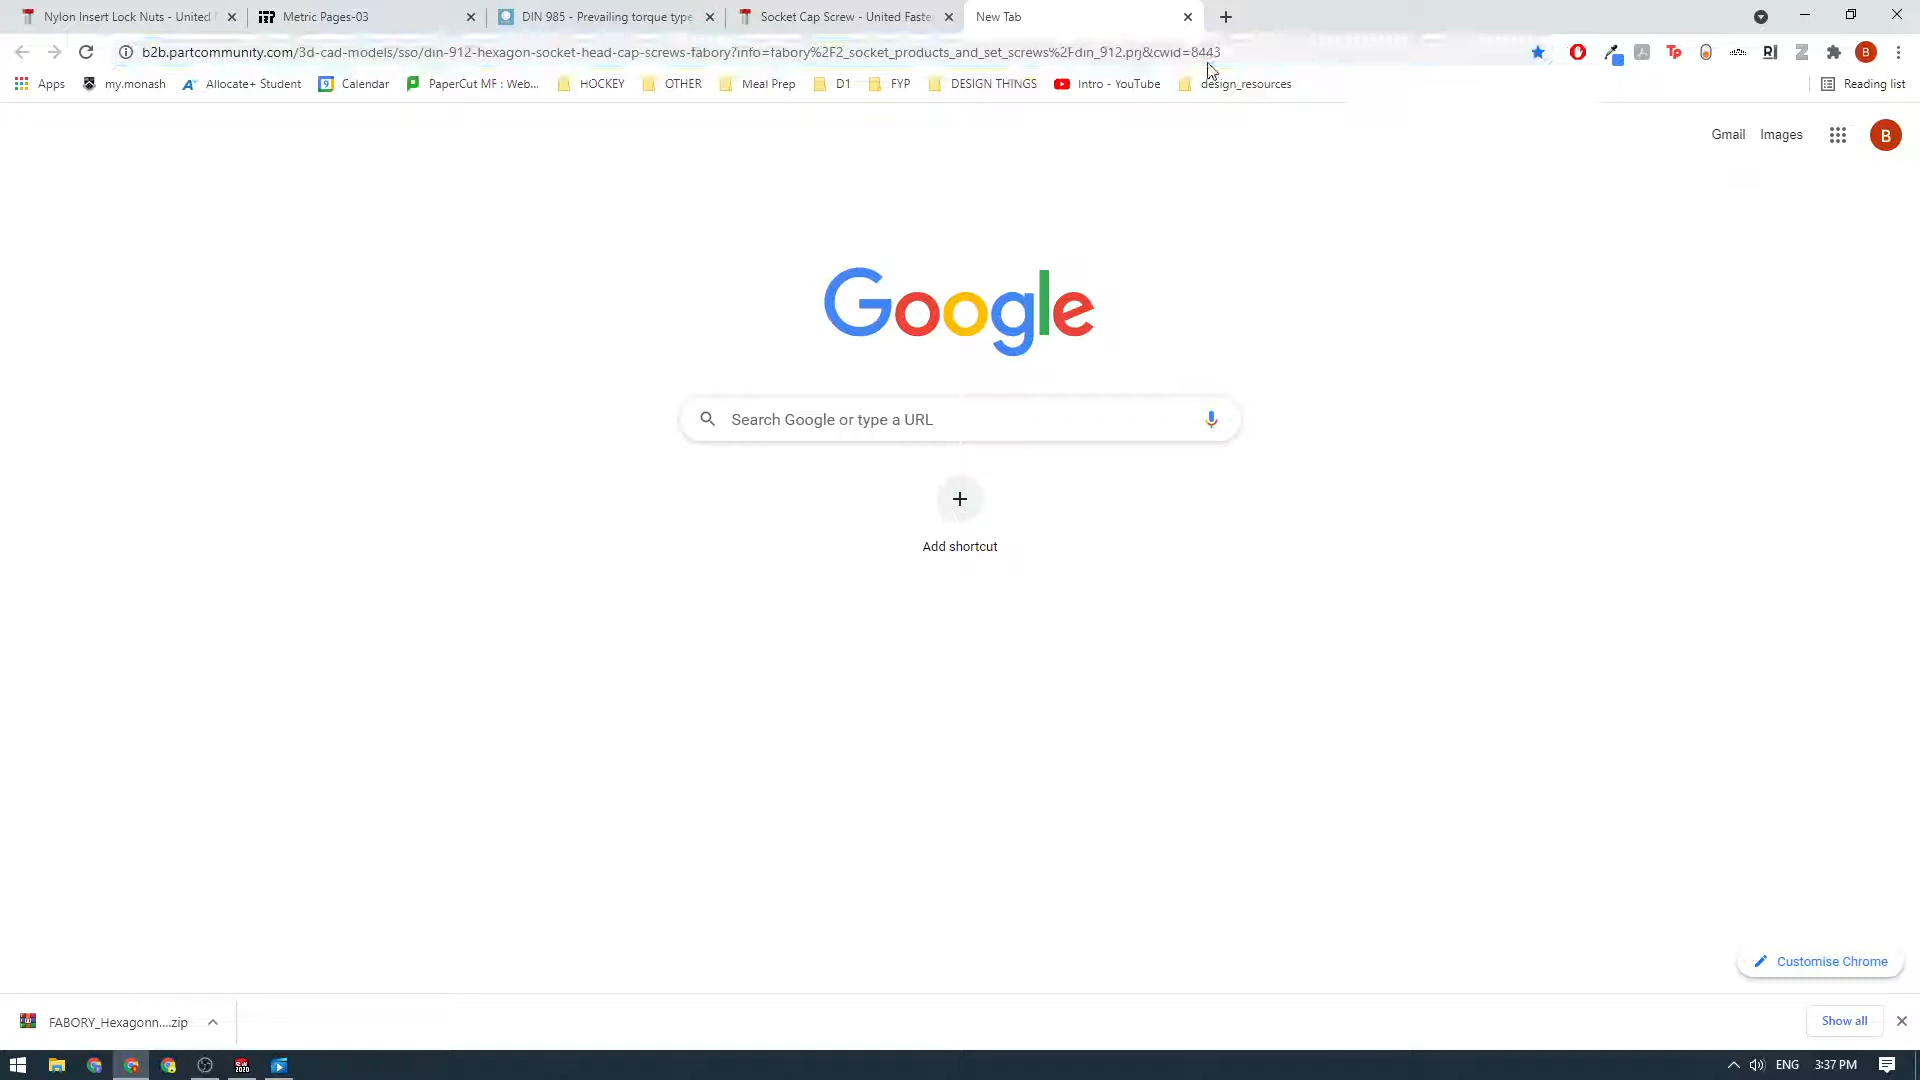 Nylon Insert Lock Nuts - United
Metric Pages-03
DIN 985 - Prevailing torque type
Socket Cap Screw - United Faste
New Tab
b2b.partcommunity.com/3d-cad-models/sso/din-912-hexagon-socket-head-cap-screws-fabory?info=fabory%2F2_socket_products_and_set_screws%2Fdin_912.prj&cwid=8443
Tp
RI
B
Apps
my.monash
Allocate+ Student
9
Calendar
PaperCut MF : Web...
HOCKEY
OTHER
Meal Prep
D1
FYP
DESIGN THINGS
Intro - YouTube
design_resources
Reading list
Gmail
Images
B
Google
Search Google or type a URL
Add shortcut
Customise Chrome
FABORY_Hexagonn....zip
Show all
2020
ENG
3:37 PM